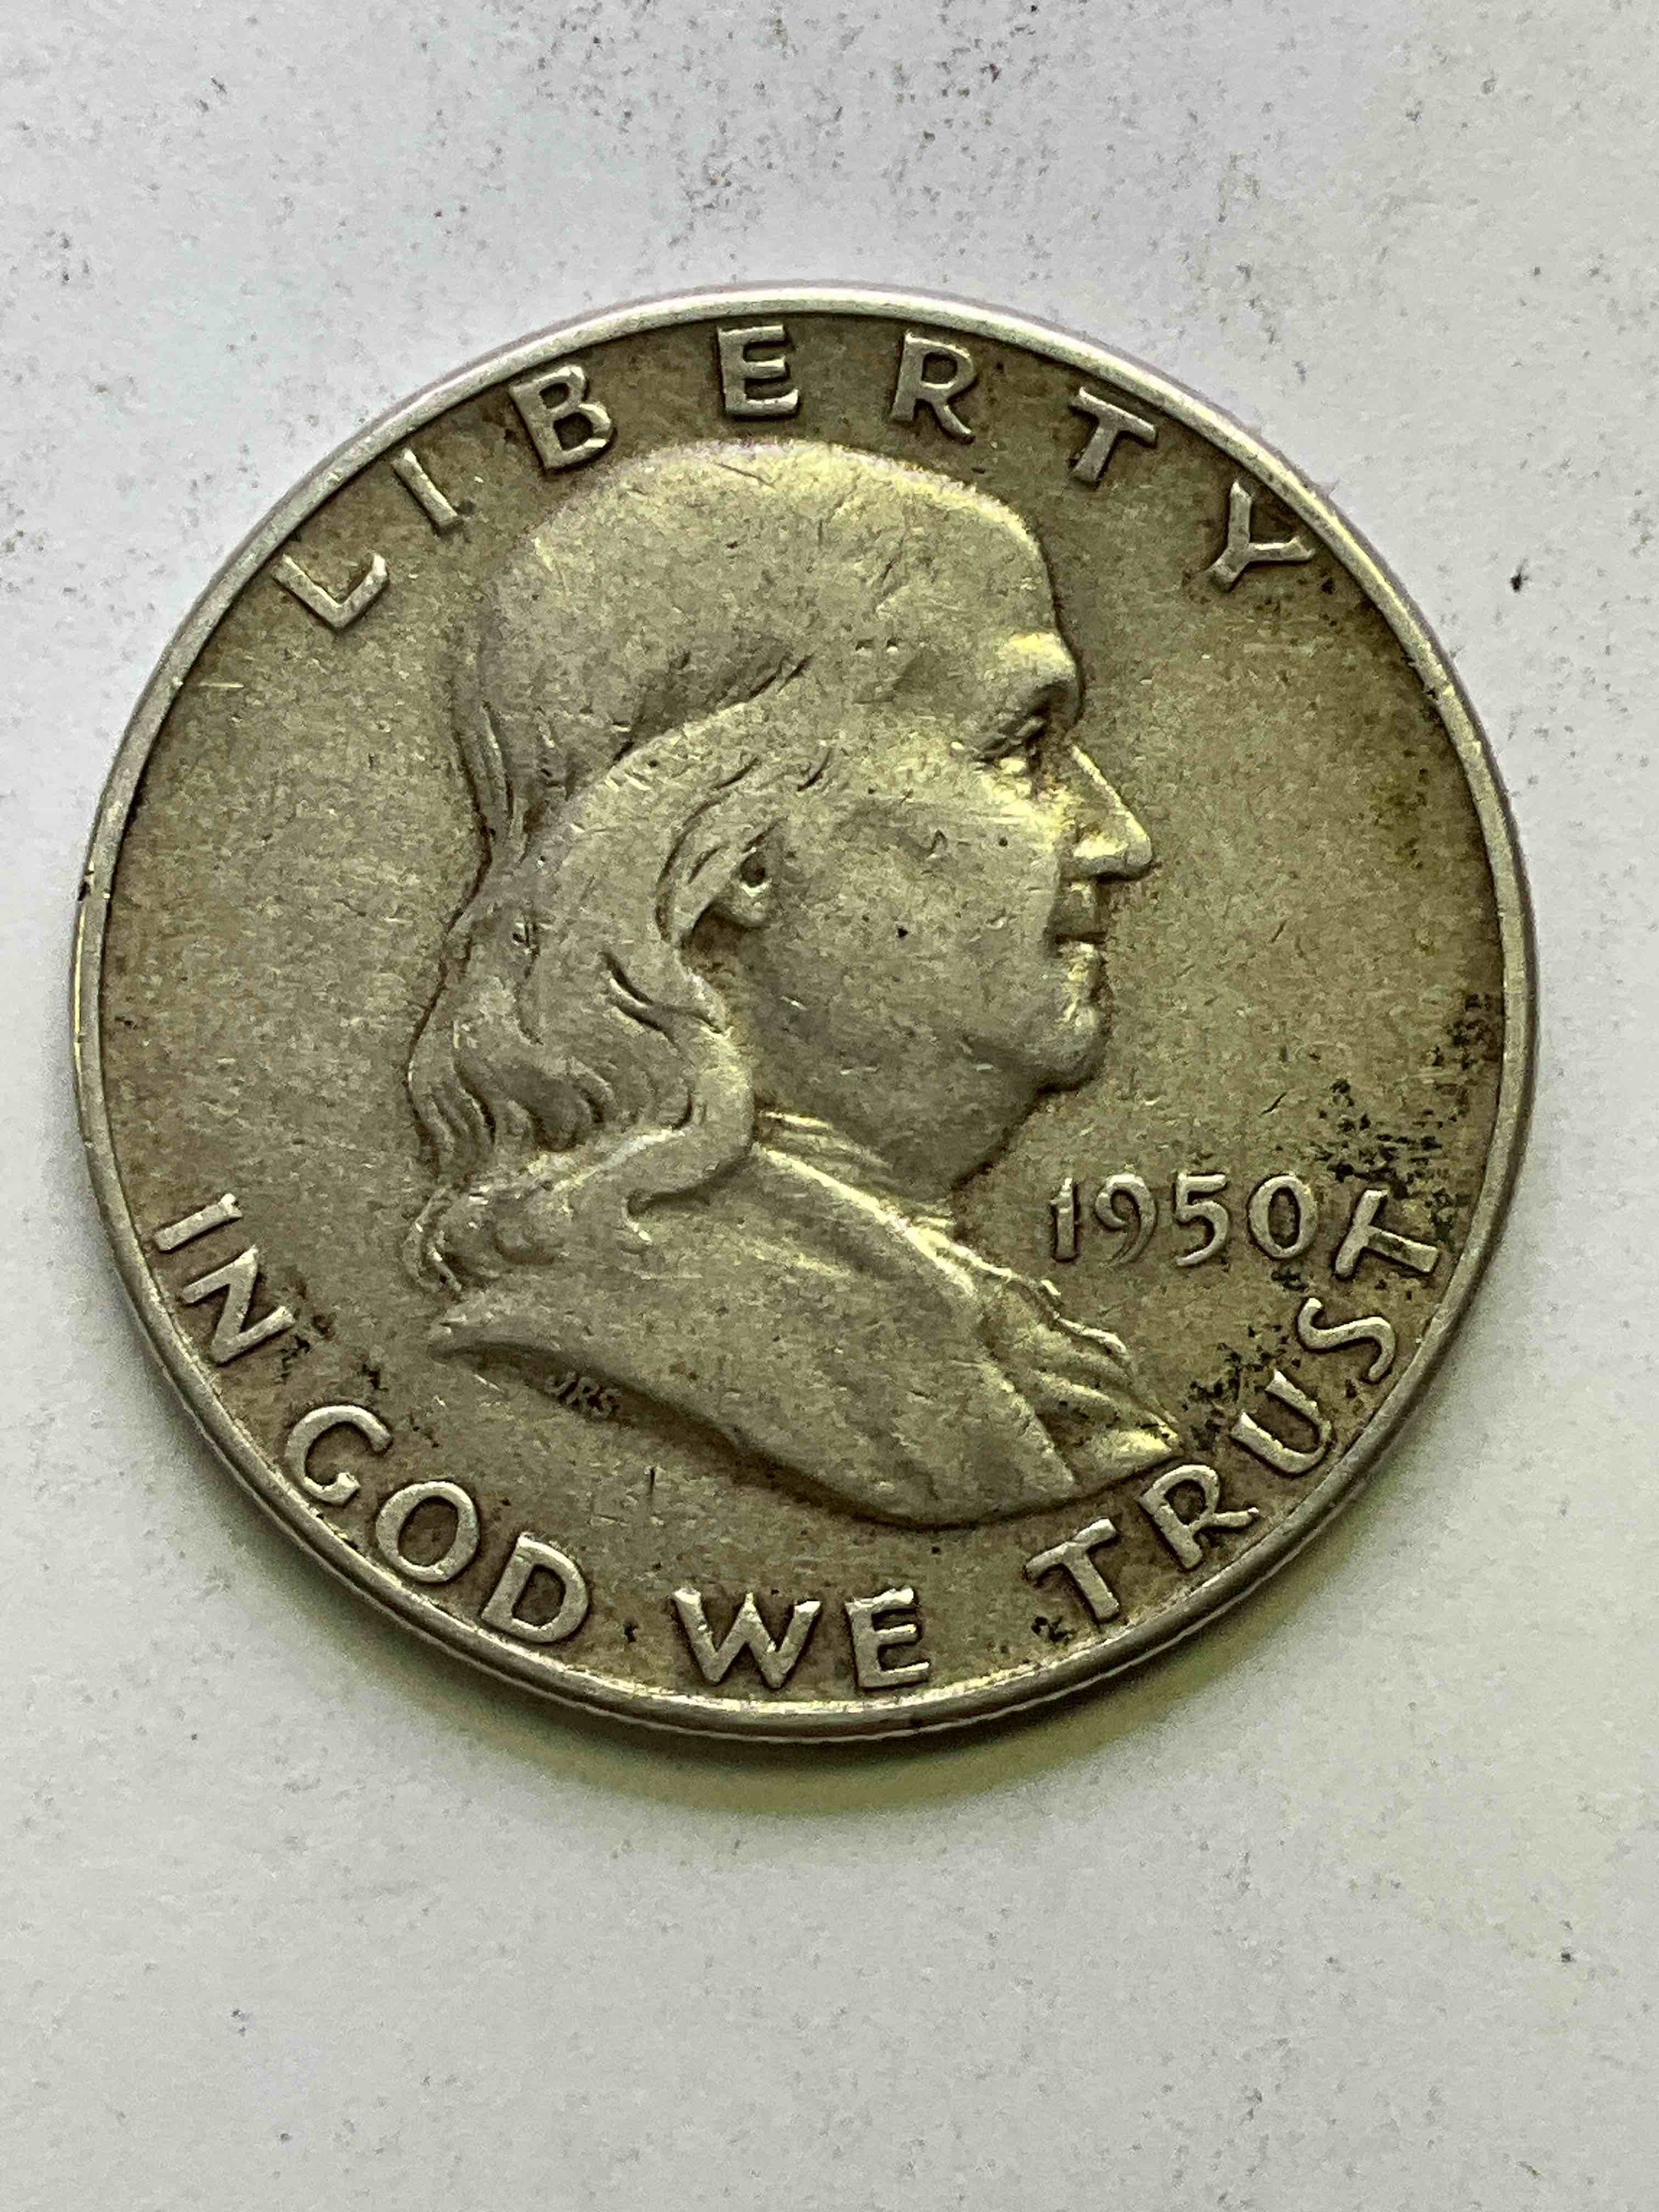 LIBERTY
1950
JRS
IN GOD WE TRUST